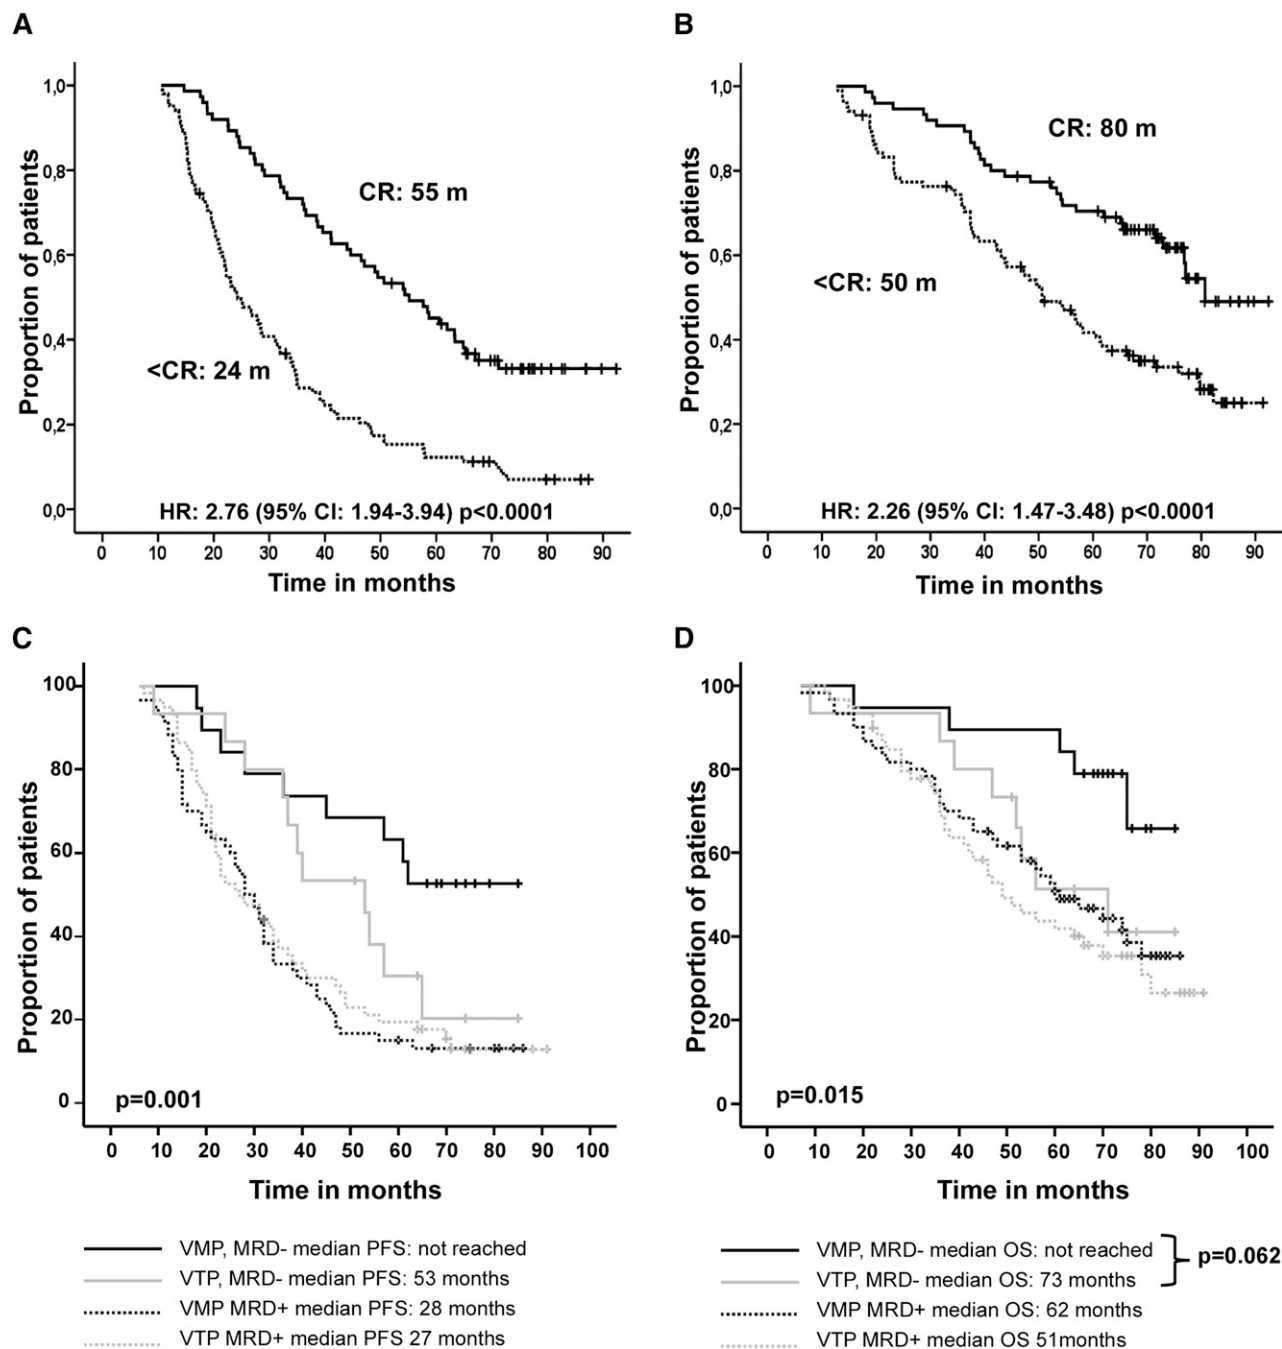 A
Proportion of patients
1,0
0,8
0,6
0,4
0,2
0,0
CR: 55 m
<CR: 24 m
HR: 2.76 (95% CI: 1.94-3.94) p<0.0001
0 10 20 30 40 50 60 70 80 90
Time in months
B
Proportion of patients
1,0
0,8
0,6
0,4
0,2
0,0
CR: 80 m
<CR: 50 m
HR: 2.26 (95% CI: 1.47-3.48) p<0.0001
0 10 20 30 40 50 60 70 80 90
Time in months
C
Proportion of patients
100
80
60
40
20
0
p=0.001
0 10 20 30 40 50 60 70 80 90 100
Time in months
VMP, MRD- median PFS: not reached
VTP, MRD- median PFS: 53 months
VMP MRD+ median PFS: 28 months
VTP MRD+ median PFS 27 months
D
Proportion of patients
100
80
60
40
20
0
p=0.015
0 10 20 30 40 50 60 70 80 90 100
Time in months
VMP, MRD- median OS: not reached
VTP, MRD- median OS: 73 months
p=0.062
VMP MRD+ median OS: 62 months
VTP MRD+ median OS 51months